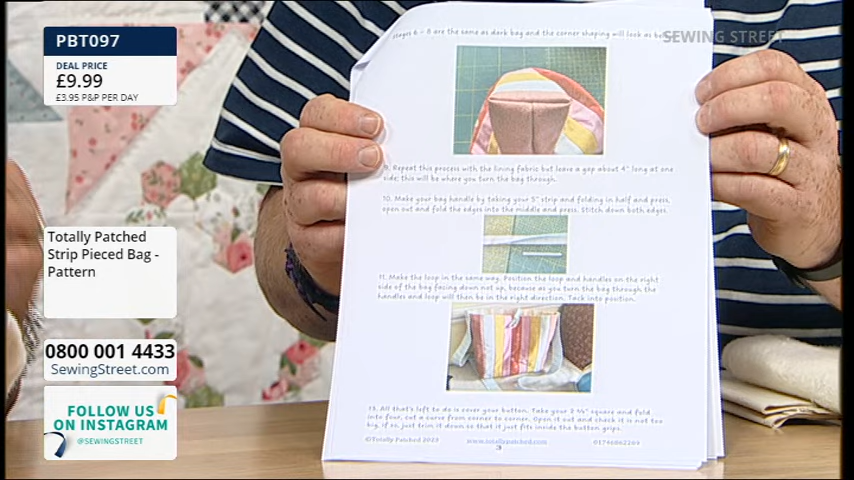 PBT097
DEAL PRICE
£9.99
£3.95 P&P PER DAY
Totally Patched
Strip Pieced Bag -
Pattern
0800 001 4433
SewingStreet.com
FOLLOW US
ON INSTAGRAM
@SEWINGSTREET
SEWING STREET
stages 6 - 8 are the same as dark bag and the corner shaping will look as
9. Repeat this process with the lining fabric but leave a gap about 4" long at one
side; this will be where you turn the bag through.
10. Make your bag handle by taking your 5" strip and folding in half and press,
open out and fold the edges into the middle and press. Stitch down both edges.
11. Make the loop in the same way. Position the loop and handles on the right
side of the bag facing down not up, because as you turn the bag through the
handles and loop will then be in the right direction. Tack into position.
13. All that's left to do is cover your button. Take your 2 ½" square and fold
into four, cut a curve from corner to corner. Open it out and check it is not too
big, if so, just trim it down so that it just fits inside the button grips.
©Totally Patched 2023 www.totallypatched.com 01746862263
3